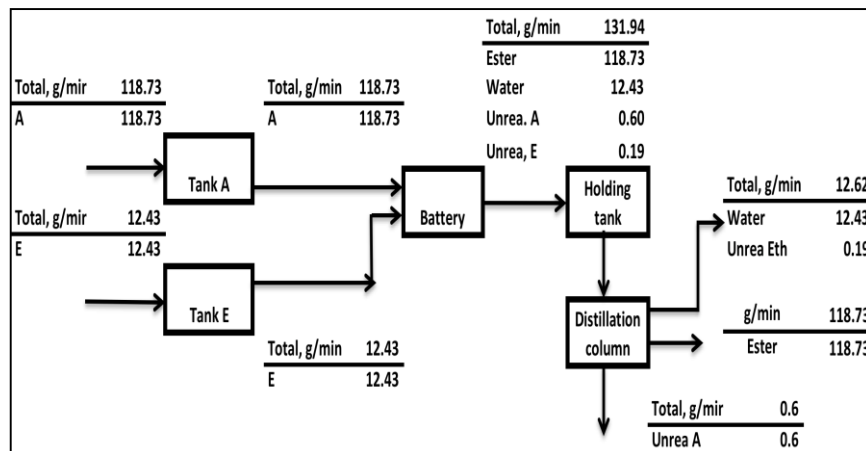 Total, g/min 131.94
Ester 118.73
Water 12.43
Unrea. A 0.60
Unrea, E 0.19
Total, g/mir 118.73
A 118.73
Total, g/min 118.73
A 118.73
Tank A
Battery
Holding
tank
Total, g/mir 12.43
E 12.43
Tank E
Total, g/min 12.62
Water 12.43
Unrea Eth 0.19
Distillation
column
g/min 118.73
Ester 118.73
Total, g/min 12.43
E 12.43
Total, g/mir 0.6
Unrea A 0.6